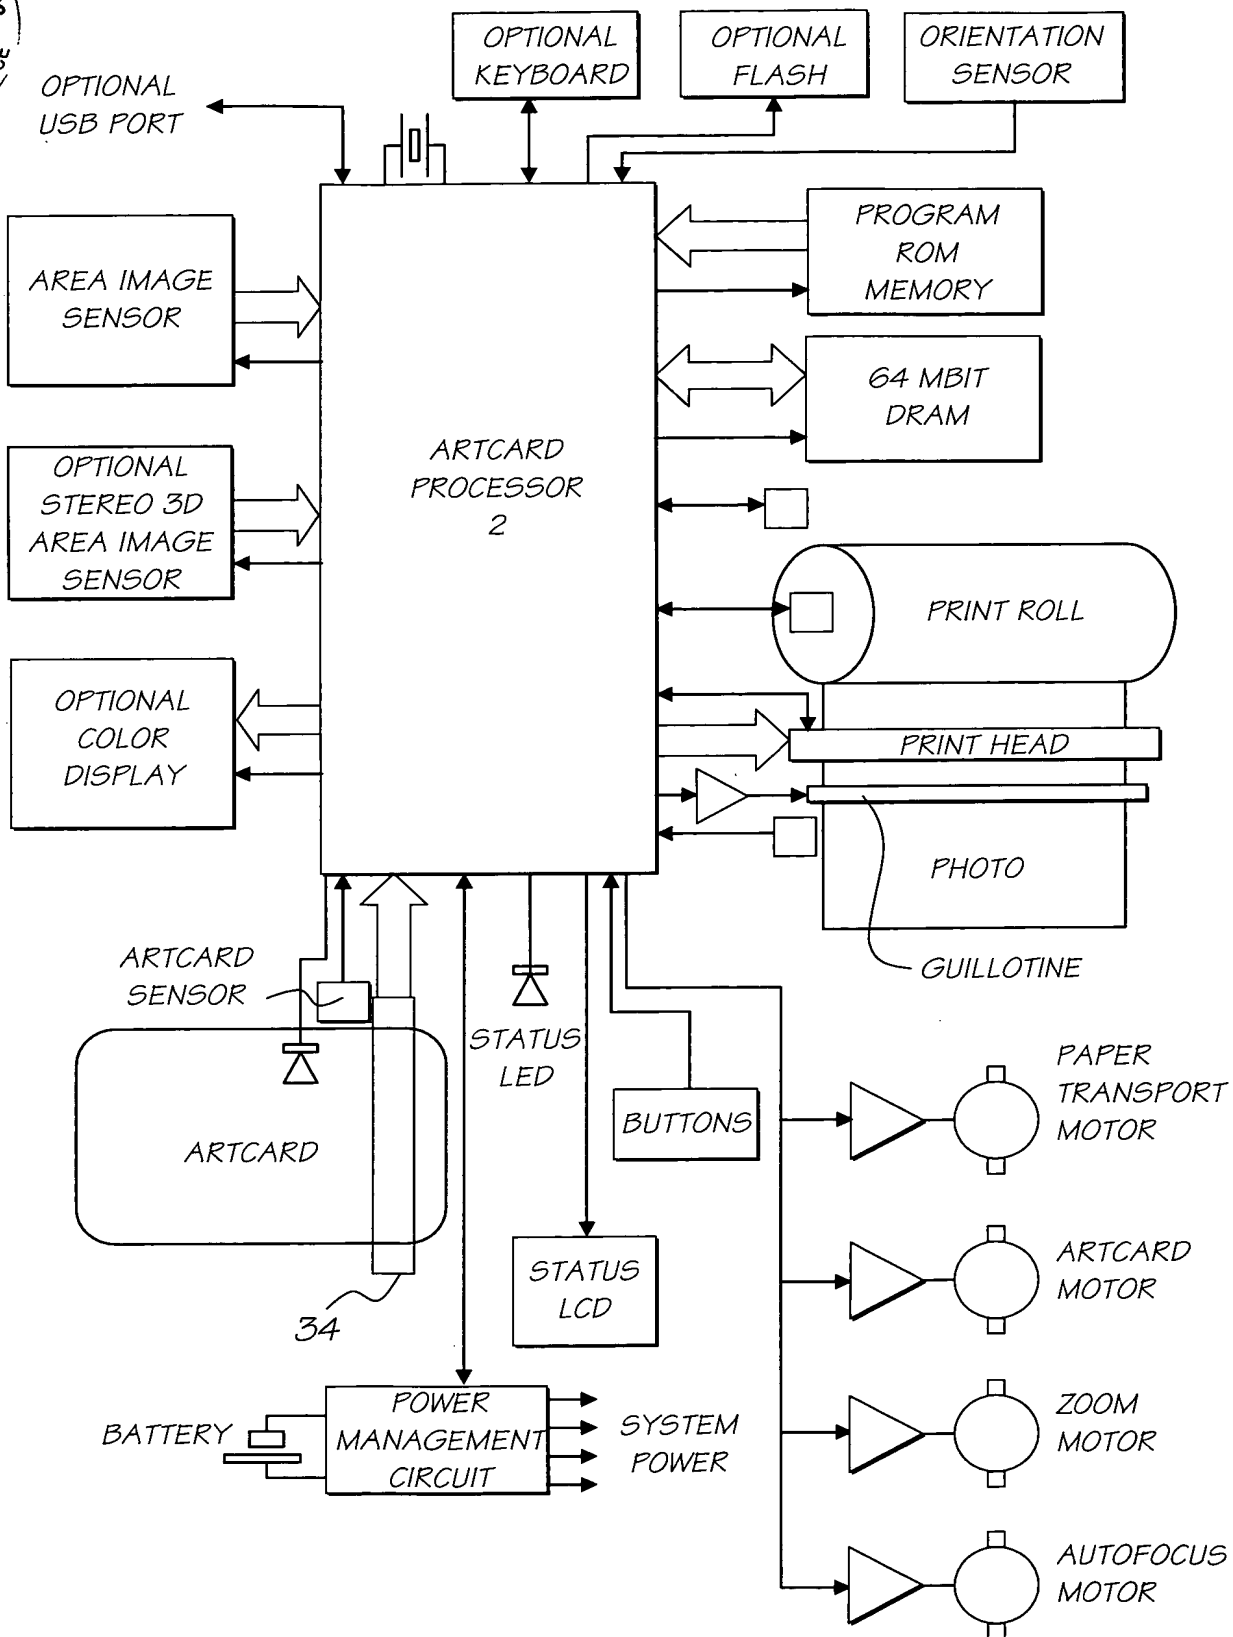 OPTIONAL
USB PORT
OPTIONAL
KEYBOARD
OPTIONAL
FLASH
ORIENTATION
SENSOR
AREA IMAGE
SENSOR
PROGRAM
ROM
MEMORY
64 MBIT
DRAM
OPTIONAL
STEREO 3D
AREA IMAGE
SENSOR
ARTCARD
PROCESSOR
2
PRINT ROLL
OPTIONAL
COLOR
DISPLAY
PRINT HEAD
PHOTO
GUILLOTINE
ARTCARD
SENSOR
STATUS
LED
ARTCARD
BUTTONS
PAPER
TRANSPORT
MOTOR
34
STATUS
LCD
ARTCARD
MOTOR
BATTERY
POWER
MANAGEMENT
CIRCUIT
SYSTEM
POWER
ZOOM
MOTOR
AUTOFOCUS
MOTOR